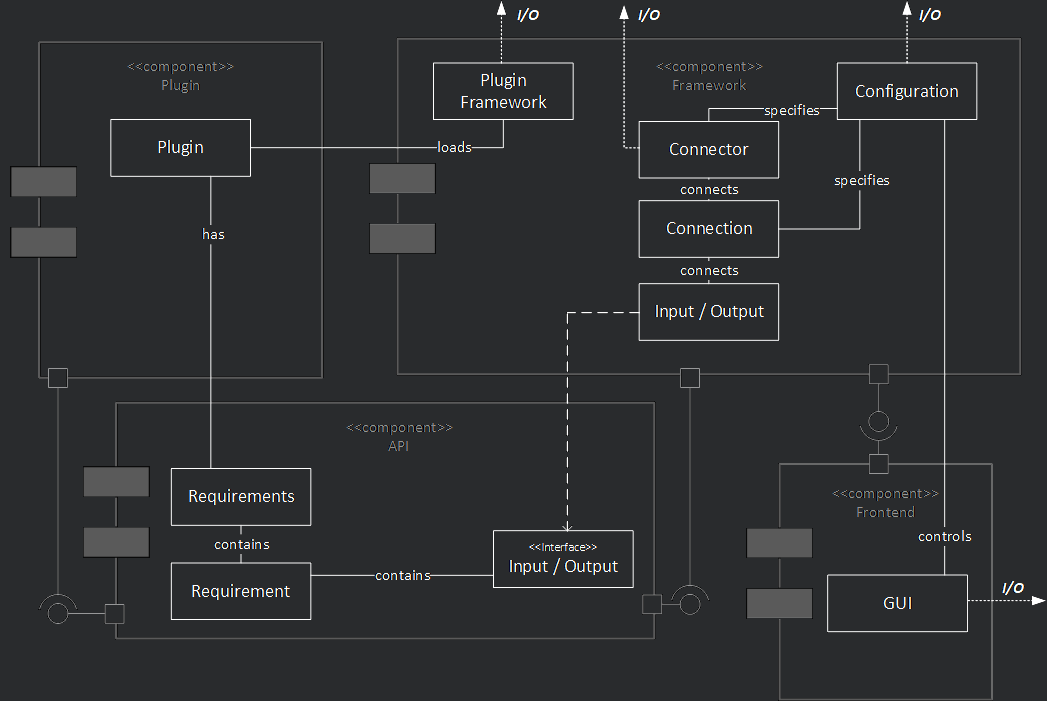 I/O
I/O
I/O
<<component>>
Plugin
Plugin
has
loads
Plugin
Framework
<<component>>
Framework
Configuration
specifies
Connector
connects
specifies
Connection
connects
Input / Output
<<component>>
API
Requirements
contains
Requirement
contains
<<Interface>>
Input / Output
<<component>>
Frontend
controls
GUI
I/O